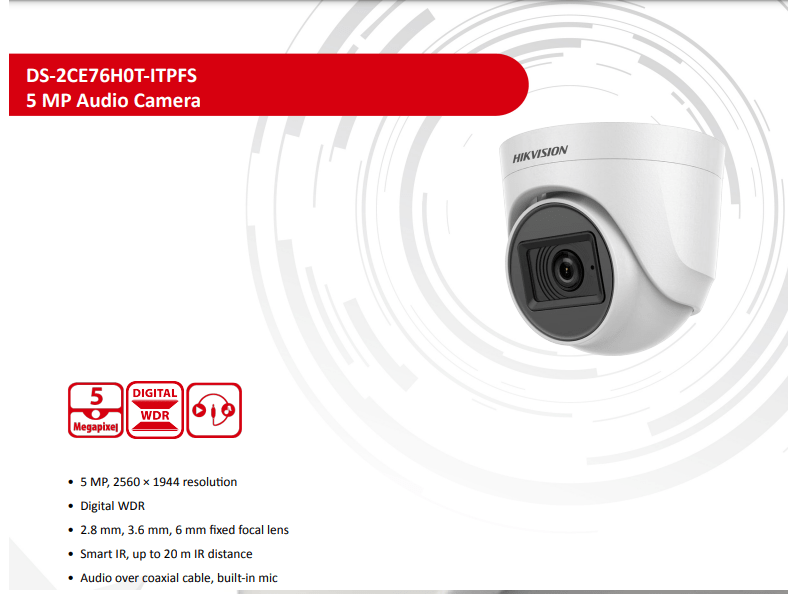 DS-2CE76H0T-ITPFS
5 MP Audio Camera
HIKVISION
5
Megapixel
DIGITAL
WDR
• 5 MP, 2560 × 1944 resolution
• Digital WDR
• 2.8 mm, 3.6 mm, 6 mm fixed focal lens
• Smart IR, up to 20 m IR distance
• Audio over coaxial cable, built-in mic